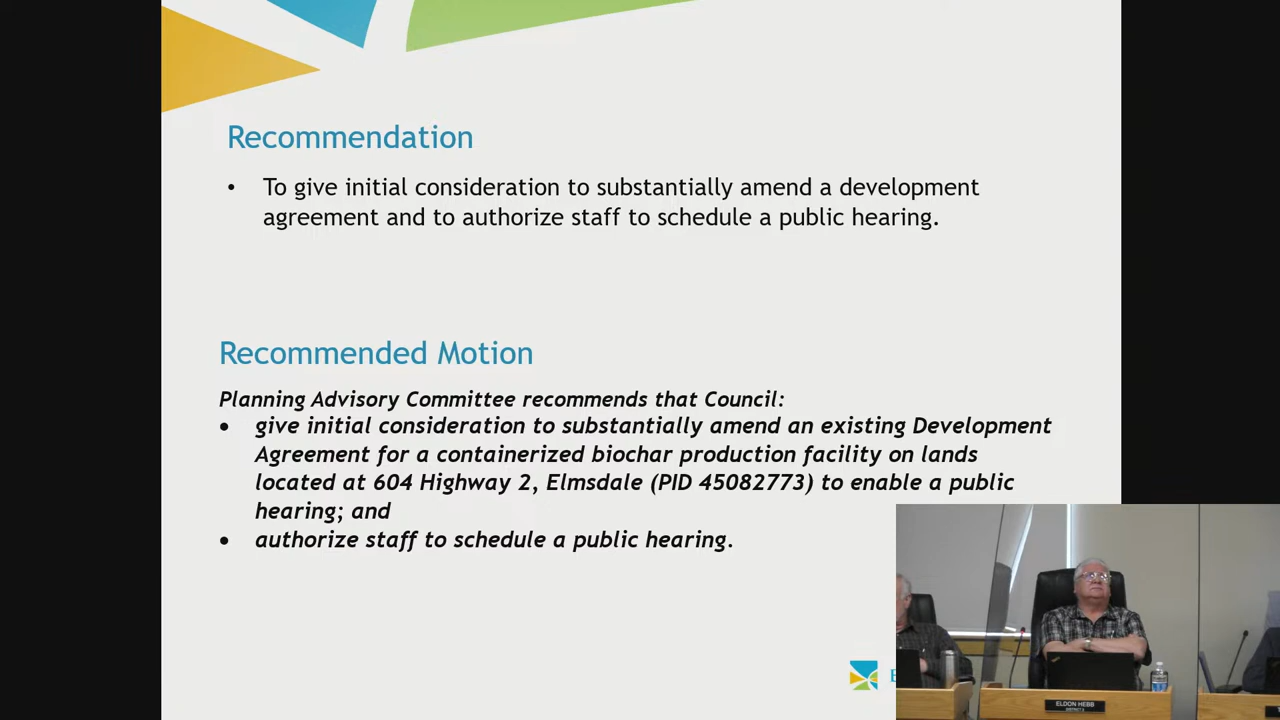 Recommendation
• To give initial consideration to substantially amend a development
agreement and to authorize staff to schedule a public hearing.
Recommended Motion
Planning Advisory Committee recommends that Council:
• give initial consideration to substantially amend an existing Development
Agreement for a containerized biochar production facility on lands
located at 604 Highway 2, Elmsdale (PID 45082773) to enable a public
hearing; and
• authorize staff to schedule a public hearing.
E
ELDON HEBB